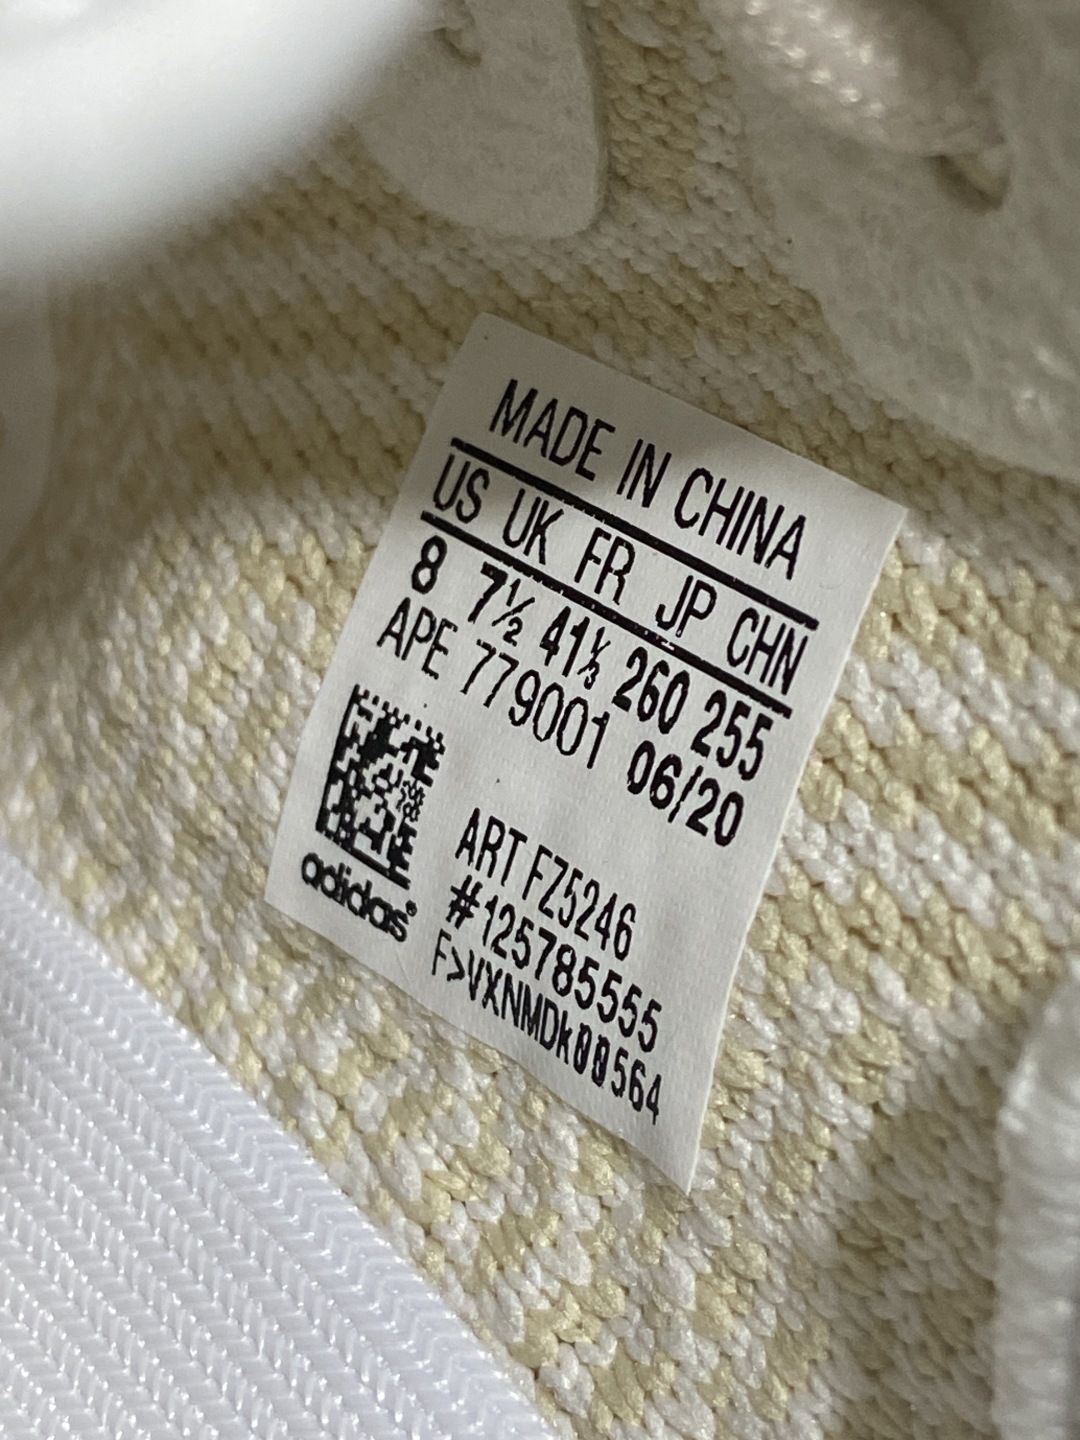 MADE IN CHINA
US UK FR JP CHN
8 7½ 41⅓ 260 255
APE 779001 06/20
adidas®
ART FZ5246
#125785555
F>VXNMDk00564